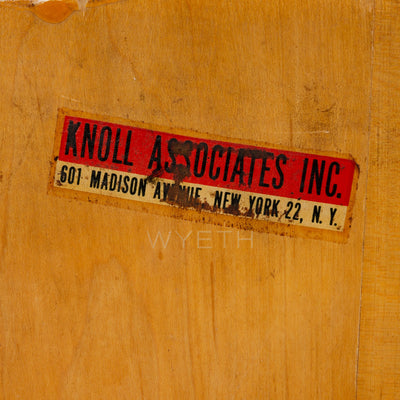 KNOLL ASSOCIATES INC.
601 MADISON AVENUE, NEW YORK 22, N. Y.
WYETH